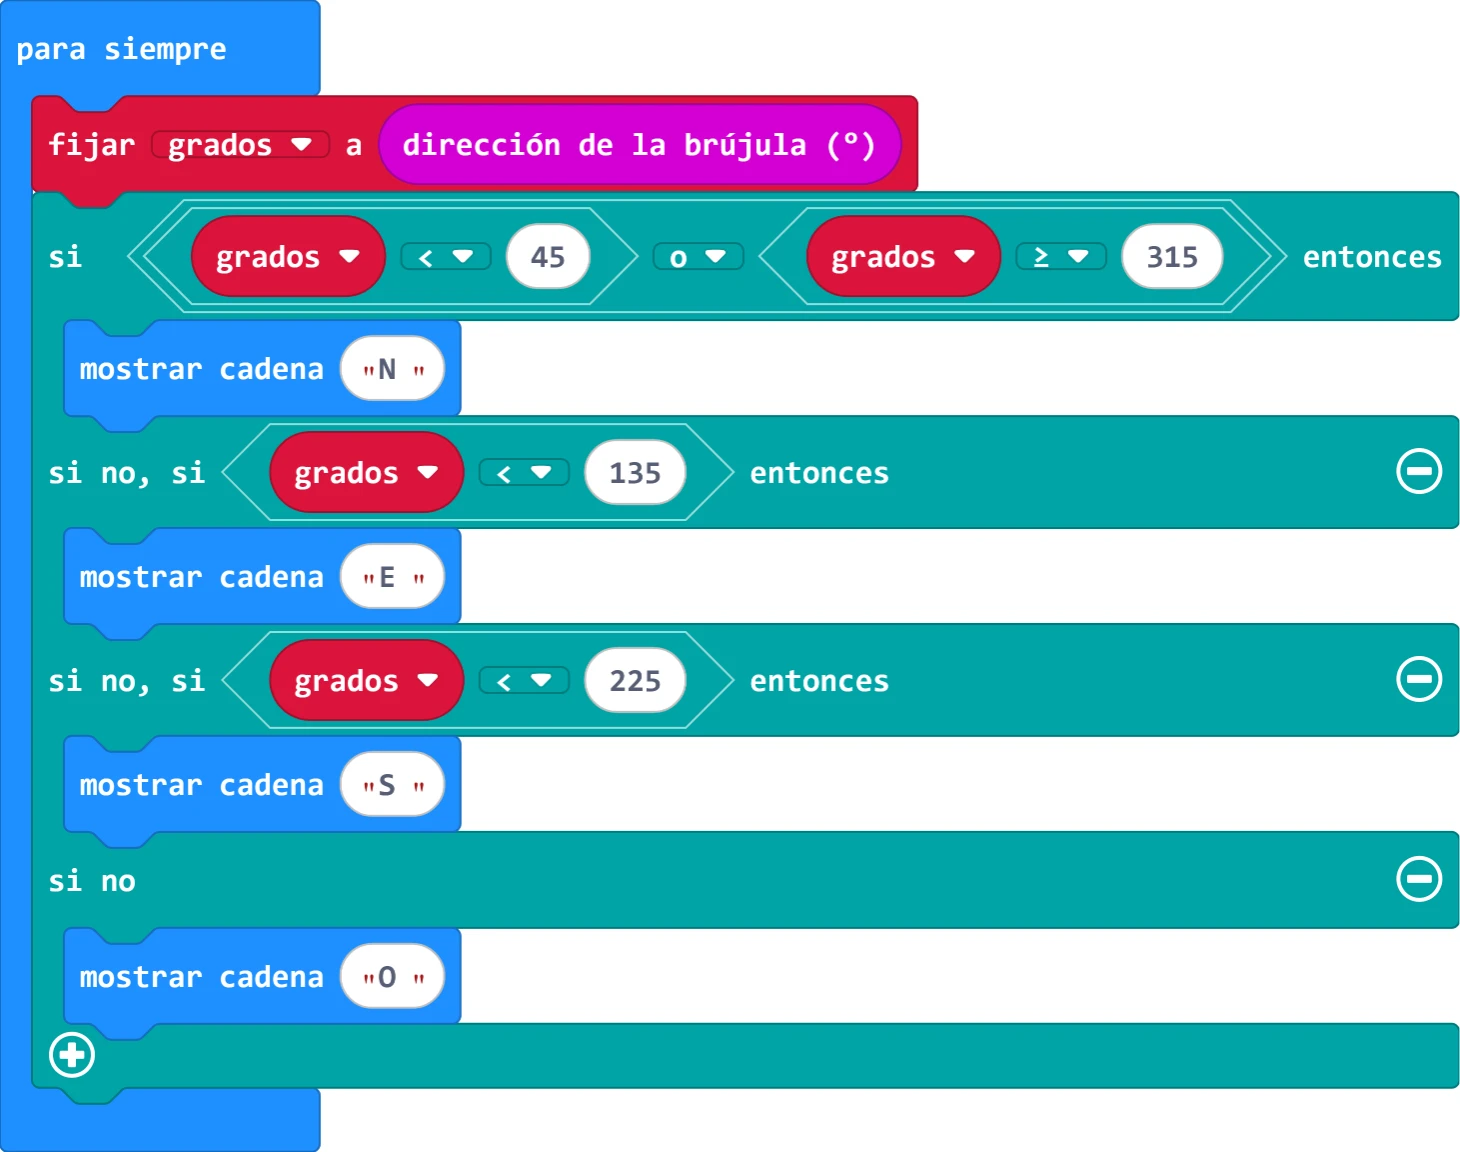 para siempre
fijar grados a dirección de la brújula (°)
si grados < 45 o grados ≥ 315 entonces
mostrar cadena "N "
si no, si grados < 135 entonces
mostrar cadena "E "
si no, si grados < 225 entonces
mostrar cadena "S "
si no
mostrar cadena "O "